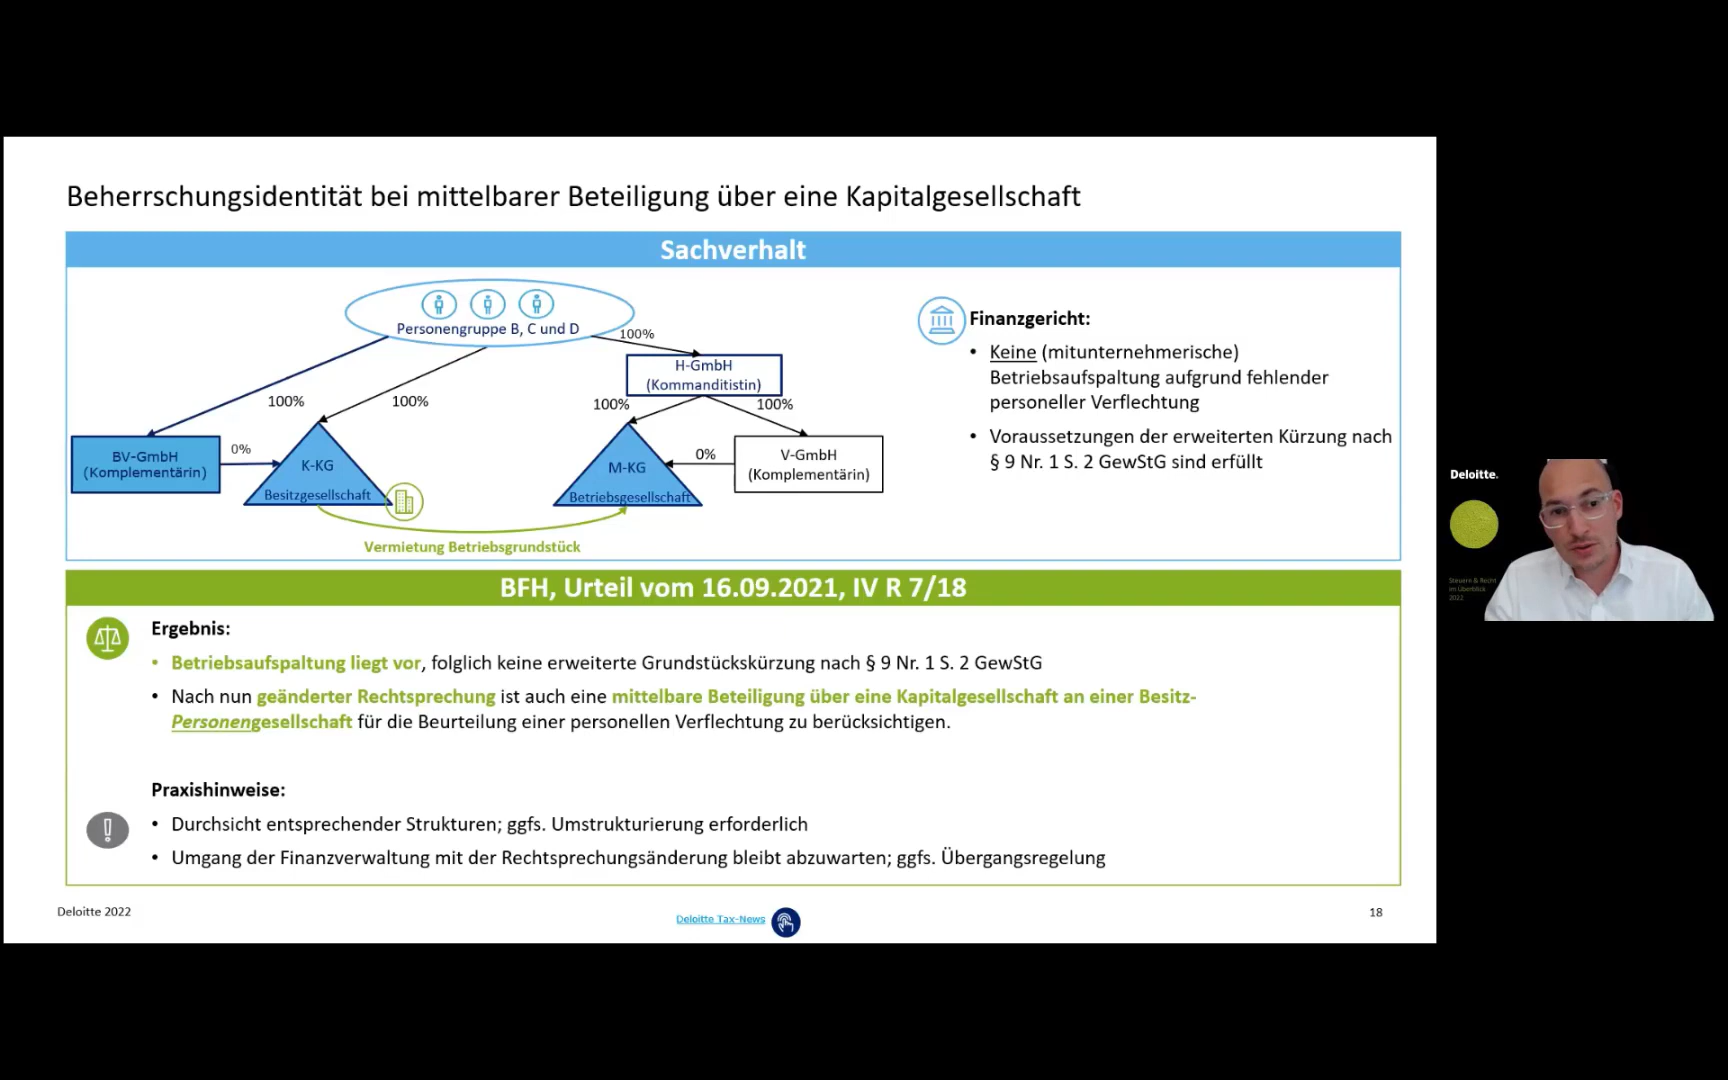 Beherrschungsidentität bei mittelbarer Beteiligung über eine Kapitalgesellschaft
Sachverhalt
Personengruppe B, C und D
100%
H-GmbH
(Kommanditistin)
100%
100%
100%
100%
BV-GmbH
(Komplementärin)
0%
K-KG
Besitzgesellschaft
M-KG
Betriebsgesellschaft
0%
V-GmbH
(Komplementärin)
Vermietung Betriebsgrundstück
Finanzgericht:
• Keine (mitunternehmerische)
Betriebsaufspaltung aufgrund fehlender
personeller Verflechtung
• Voraussetzungen der erweiterten Kürzung nach
§ 9 Nr. 1 S. 2 GewStG sind erfüllt
BFH, Urteil vom 16.09.2021, IV R 7/18
Ergebnis:
• Betriebsaufspaltung liegt vor, folglich keine erweiterte Grundstückskürzung nach § 9 Nr. 1 S. 2 GewStG
• Nach nun geänderter Rechtsprechung ist auch eine mittelbare Beteiligung über eine Kapitalgesellschaft an einer Besitz-
Personengesellschaft für die Beurteilung einer personellen Verflechtung zu berücksichtigen.
Praxishinweise:
• Durchsicht entsprechender Strukturen; ggfs. Umstrukturierung erforderlich
• Umgang der Finanzverwaltung mit der Rechtsprechungsänderung bleibt abzuwarten; ggfs. Übergangsregelung
Deloitte 2022
Deloitte Tax-News
18
Deloitte.
Steuern & Recht
im Überblick
2022